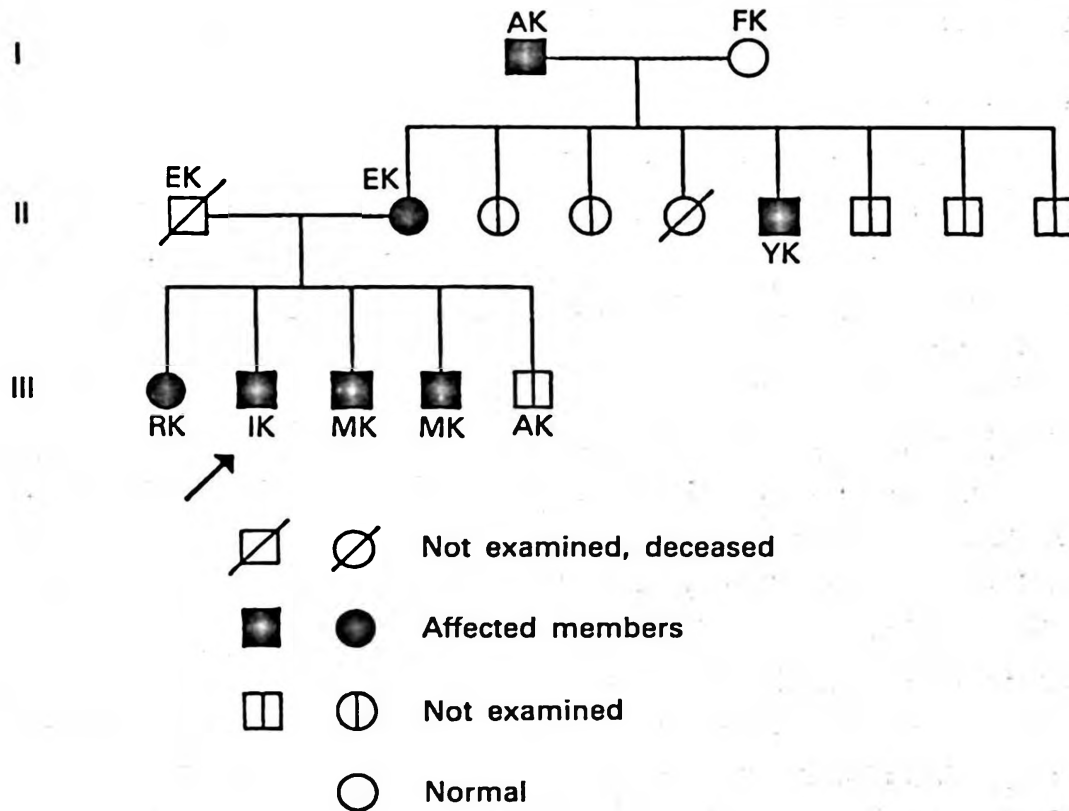 AK FK
I
EK EK
II
YK
III
RK IK MK MK AK
Not examined, deceased
Affected members
Not examined
Normal